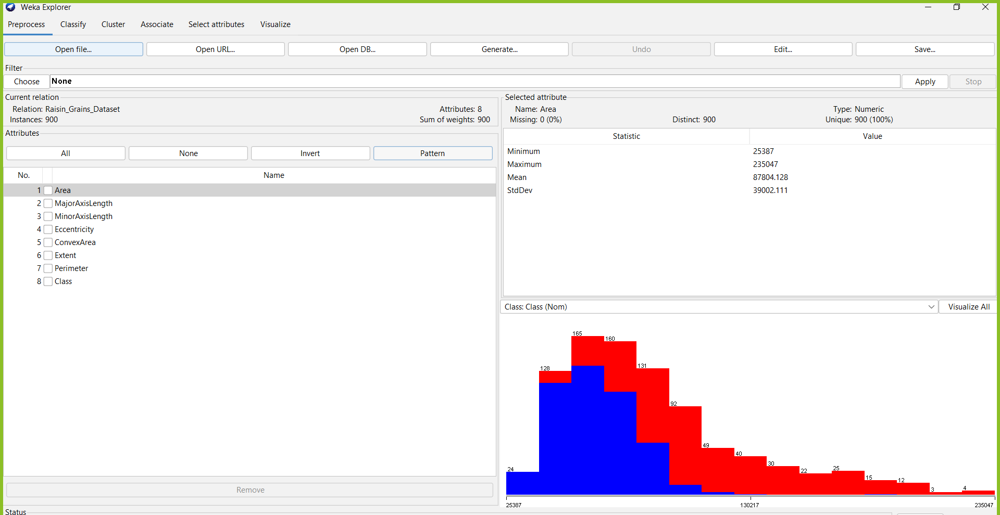 Weka Explorer
Preprocess Classify Cluster Associate Select attributes Visualize
Open file... Open URL... Open DB... Generate... Undo Edit... Save...
Filter
Choose None Apply Stop
Current relation
Relation: Raisin_Grains_Dataset Attributes: 8
Instances: 900 Sum of weights: 900
Attributes
All None Invert Pattern
No. Name
1 Area
2 MajorAxisLength
3 MinorAxisLength
4 Eccentricity
5 ConvexArea
6 Extent
7 Perimeter
8 Class
Remove
Status
Selected attribute
Name: Area Type: Numeric
Missing: 0 (0%) Distinct: 900 Unique: 900 (100%)
Statistic Value
Minimum 25387
Maximum 235047
Mean 87804.128
StdDev 39002.111
Class: Class (Nom) Visualize All
24 128 165 160 131 92 49 40 30 22 25 15 12 3 4
25387 130217 235047